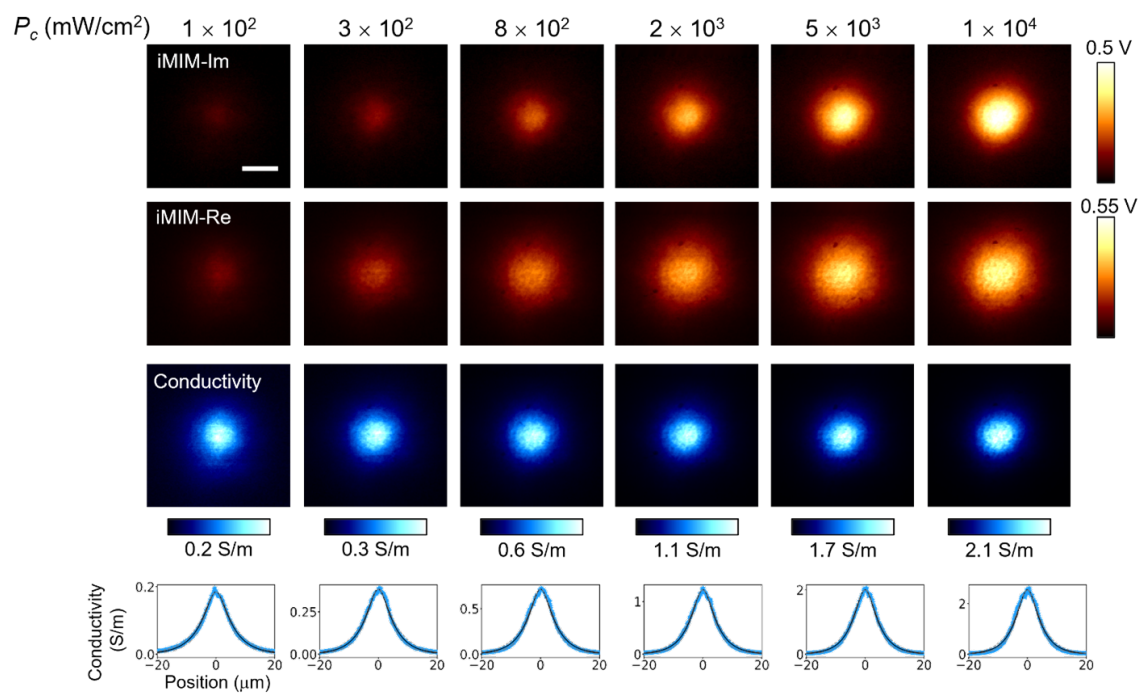 P_c (mW/cm²) 1 × 10² 3 × 10² 8 × 10² 2 × 10³ 5 × 10³ 1 × 10⁴
0.5 V
iMIM-Im
0.55 V
iMIM-Re
Conductivity
0.2 S/m 0.3 S/m 0.6 S/m 1.1 S/m 1.7 S/m 2.1 S/m
Conductivity
(S/m)
0.2 0.25 0.5 1 2 2
0.0 0.00 0.0 0 0 0
−20 0 20 −20 0 20 −20 0 20 −20 0 20 −20 0 20 −20 0 20
Position (μm)